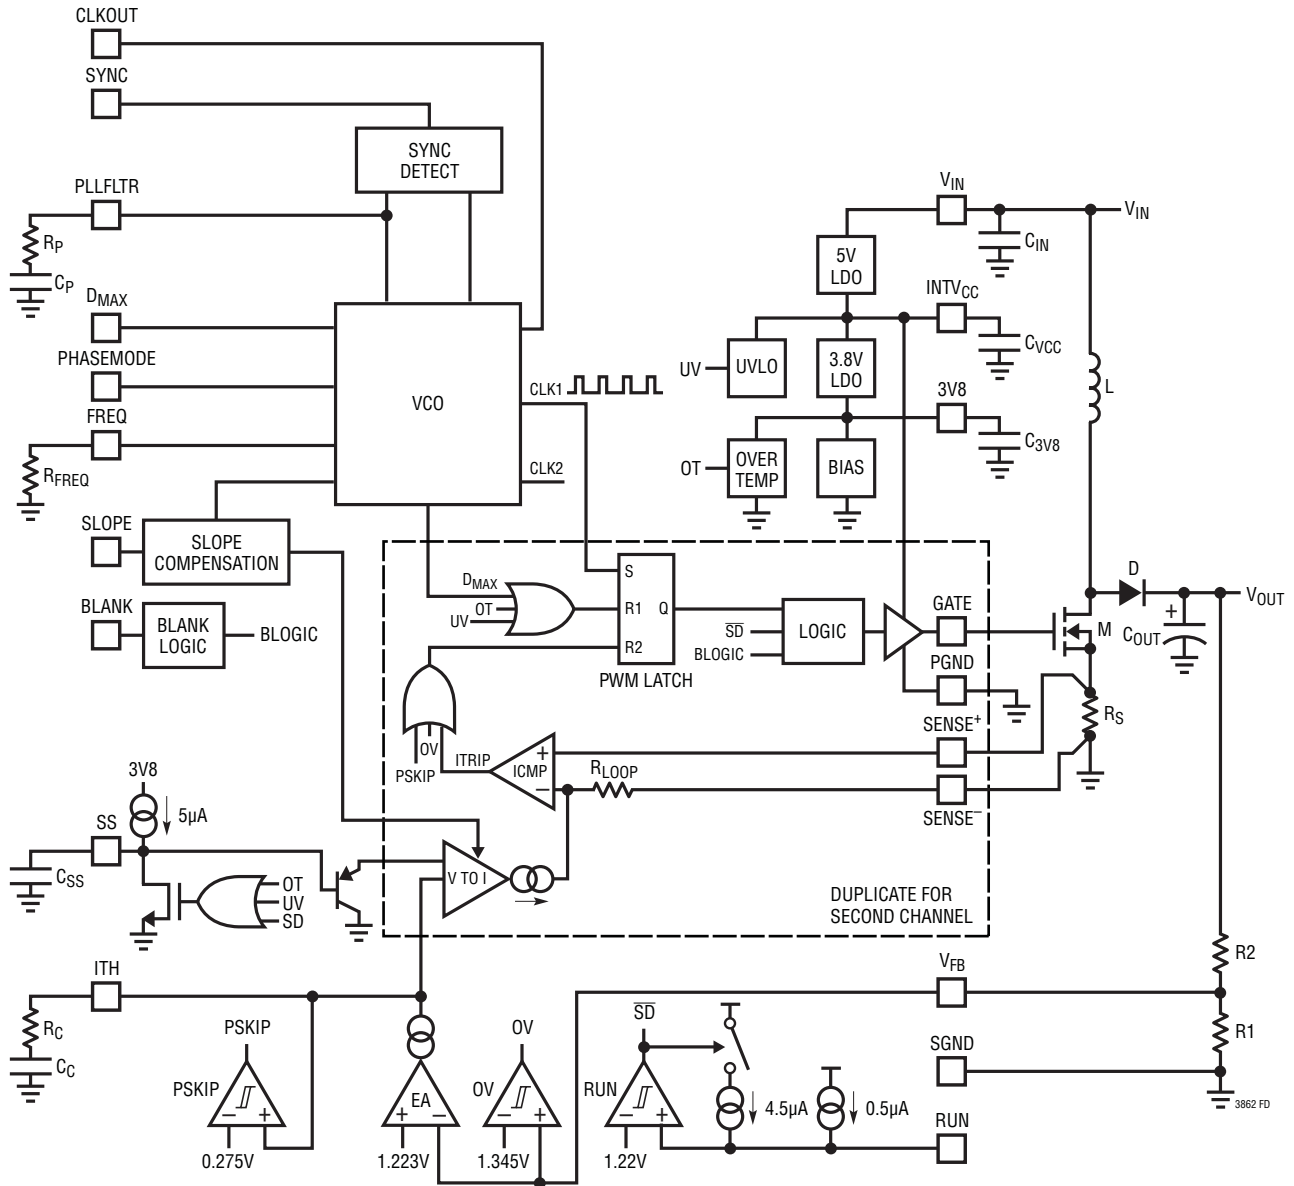 CLKOUT
SYNC
SYNC
DETECT
PLLFLTR
RP
CP
DMAX
PHASEMODE
FREQ
RFREQ
VCO
CLK1
CLK2
VIN
VIN
CIN
5V
LDO
INTVCC
CVCC
UV
UVLO
3.8V
LDO
3V8
C3V8
L
OT
OVER
TEMP
BIAS
SLOPE
SLOPE
COMPENSATION
BLANK
BLANK
LOGIC
BLOGIC
DMAX
OT
UV
S
R1
Q
R2
PWM LATCH
SD
BLOGIC
LOGIC
GATE
PGND
D
M
+
COUT
VOUT
RS
SENSE+
SENSE–
OV
PSKIP
ITRIP
+
ICMP
–
RLOOP
3V8
5µA
SS
CSS
OT
UV
SD
V TO I
DUPLICATE FOR
SECOND CHANNEL
ITH
RC
CC
PSKIP
PSKIP
– +
0.275V
EA
+ –
1.223V
OV
OV
– +
1.345V
SD
RUN
– +
1.22V
4.5µA
0.5µA
VFB
SGND
RUN
R2
R1
3862 FD